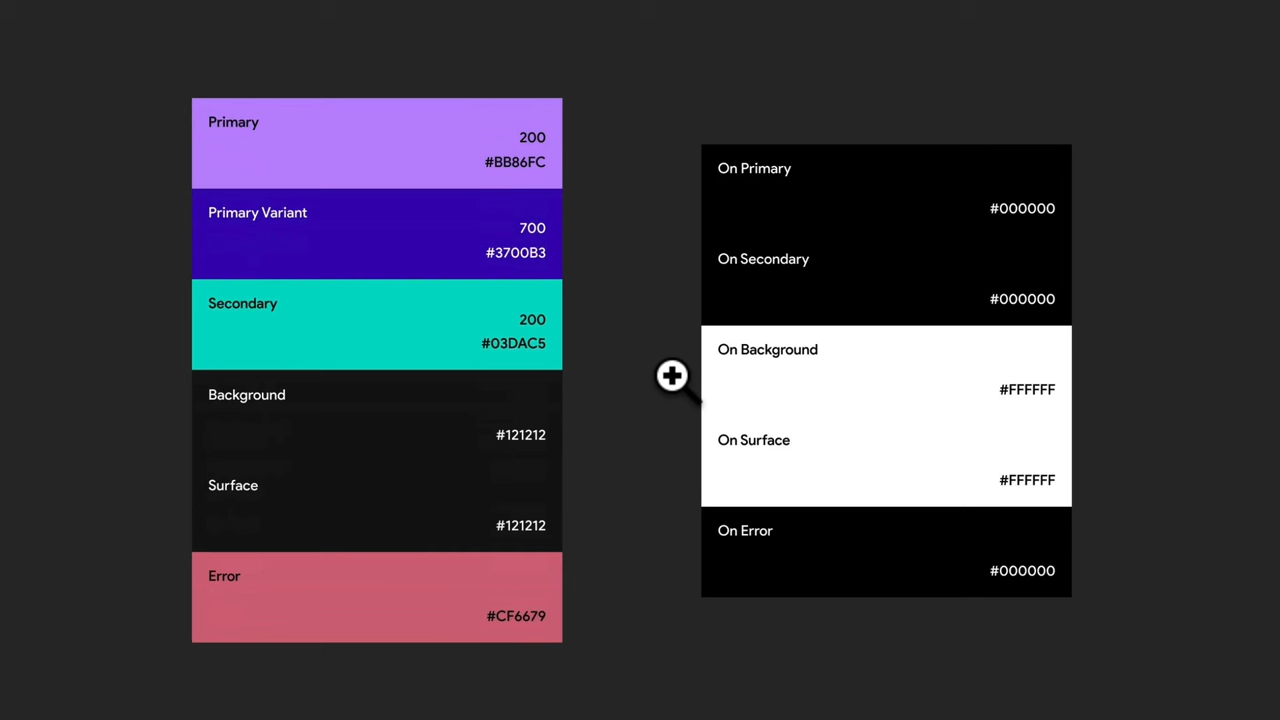 Primary
200
#BB86FC
Primary Variant
700
#3700B3
Secondary
200
#03DAC5
Background
#121212
Surface
#121212
Error
#CF6679
On Primary
#000000
On Secondary
#000000
On Background
#FFFFFF
On Surface
#FFFFFF
On Error
#000000